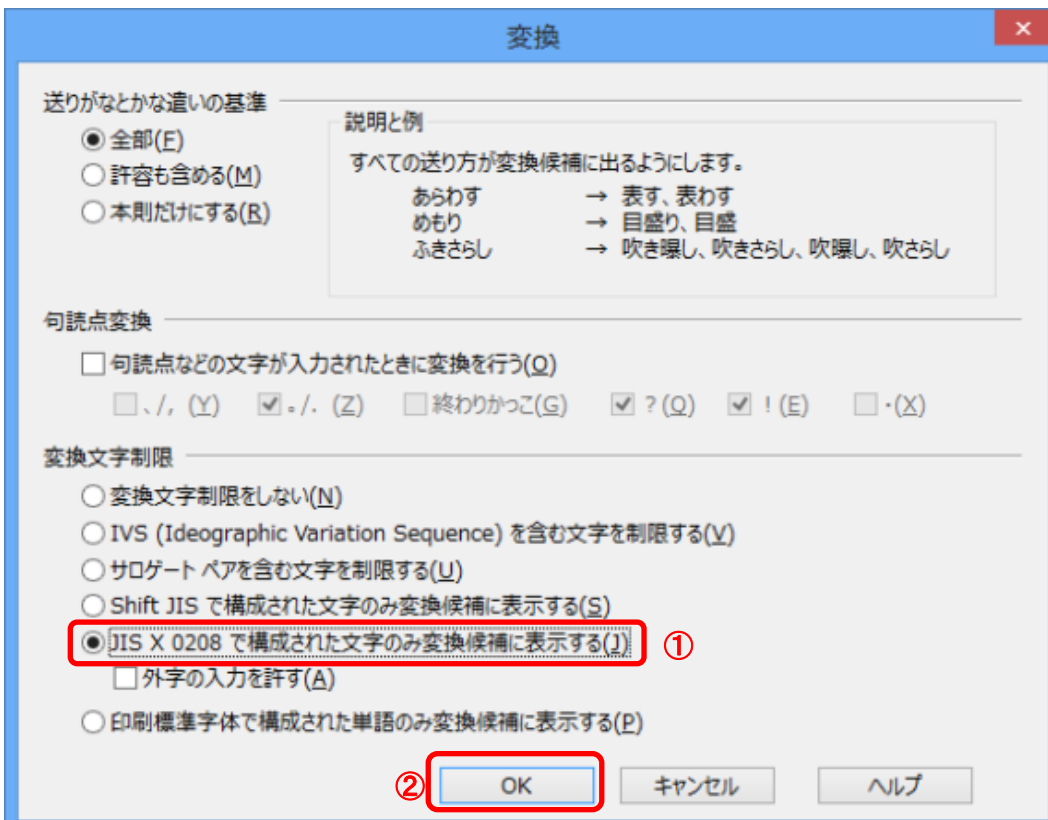 変換
送りがなとかな遣いの基準
全部(F)
許容も含める(M)
本則だけにする(R)
説明と例
すべての送り方が変換候補に出るようにします。
あらわす → 表す、表わす
めもり → 目盛り、目盛
ふきさらし → 吹き曝し、吹きさらし、吹曝し、吹さらし
句読点変換
句読点などの文字が入力されたときに変換を行う(O)
、/, (Y) 。/. (Z) 終わりかっこ(G) ? (Q) ! (E) ・(X)
変換文字制限
変換文字制限をしない(N)
IVS (Ideographic Variation Sequence) を含む文字を制限する(V)
サロゲート ペアを含む文字を制限する(U)
Shift JIS で構成された文字のみ変換候補に表示する(S)
JIS X 0208 で構成された文字のみ変換候補に表示する(J) ①
外字の入力を許す(A)
印刷標準字体で構成された単語のみ変換候補に表示する(P)
② OK キャンセル ヘルプ